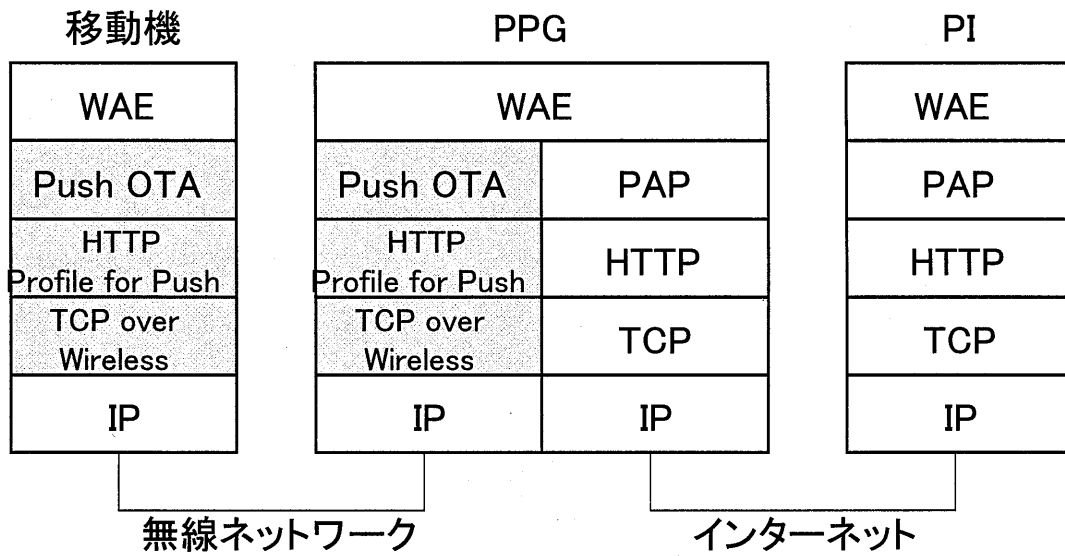 移動機
PPG
PI
WAE
WAE
WAE
Push OTA
Push OTA
PAP
PAP
HTTP
Profile for Push
HTTP
Profile for Push
HTTP
HTTP
TCP over
Wireless
TCP over
Wireless
TCP
TCP
IP
IP
IP
IP
無線ネットワーク
インターネット